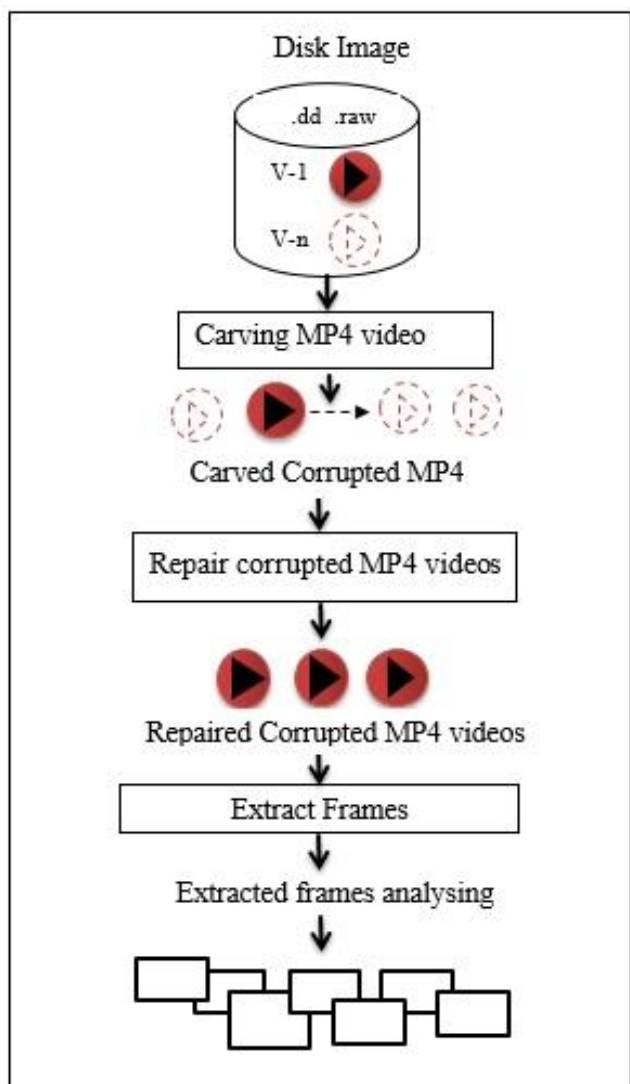 Disk Image
.dd .raw
V-1
V-n
Carving MP4 video
Carved Corrupted MP4
Repair corrupted MP4 videos
Repaired Corrupted MP4 videos
Extract Frames
Extracted frames analysing